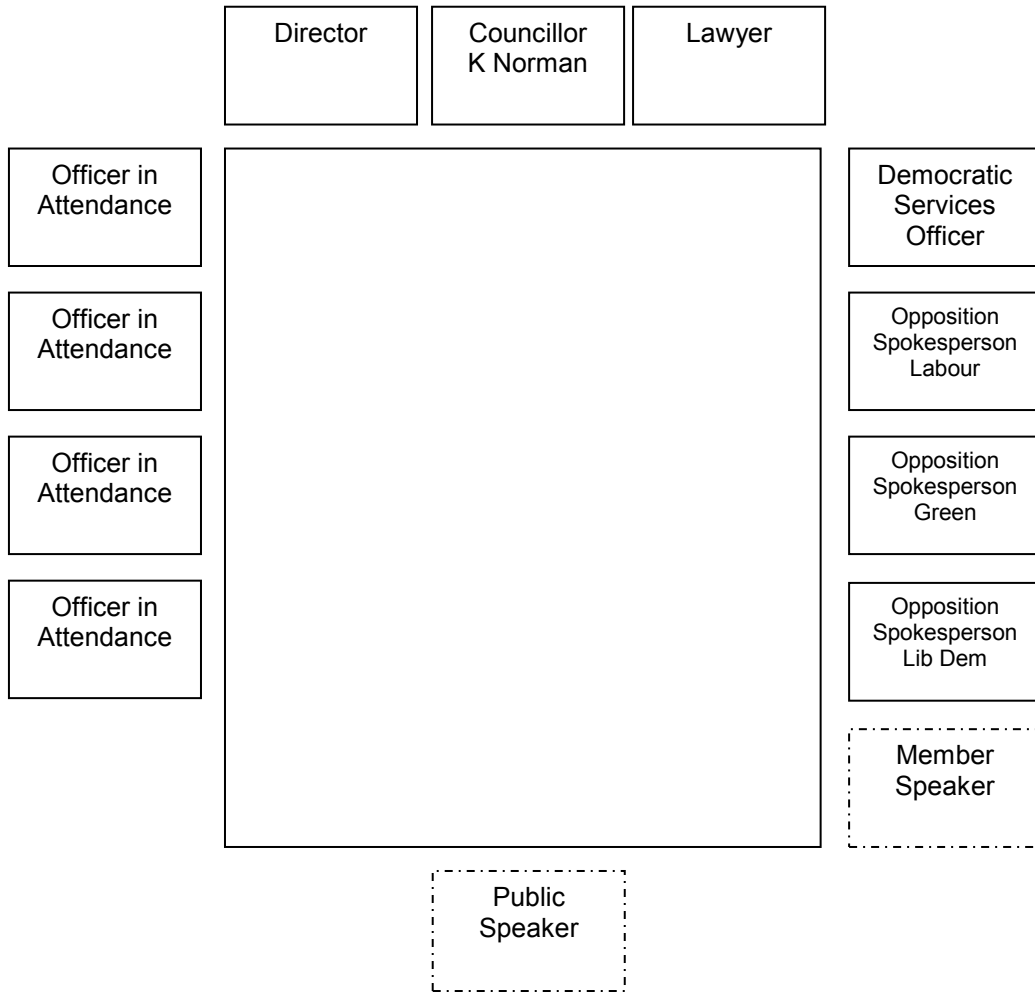 Director
Councillor
K Norman
Lawyer
Officer in
Attendance
Democratic
Services
Officer
Officer in
Attendance
Opposition
Spokesperson
Labour
Officer in
Attendance
Opposition
Spokesperson
Green
Officer in
Attendance
Opposition
Spokesperson
Lib Dem
Member
Speaker
Public
Speaker